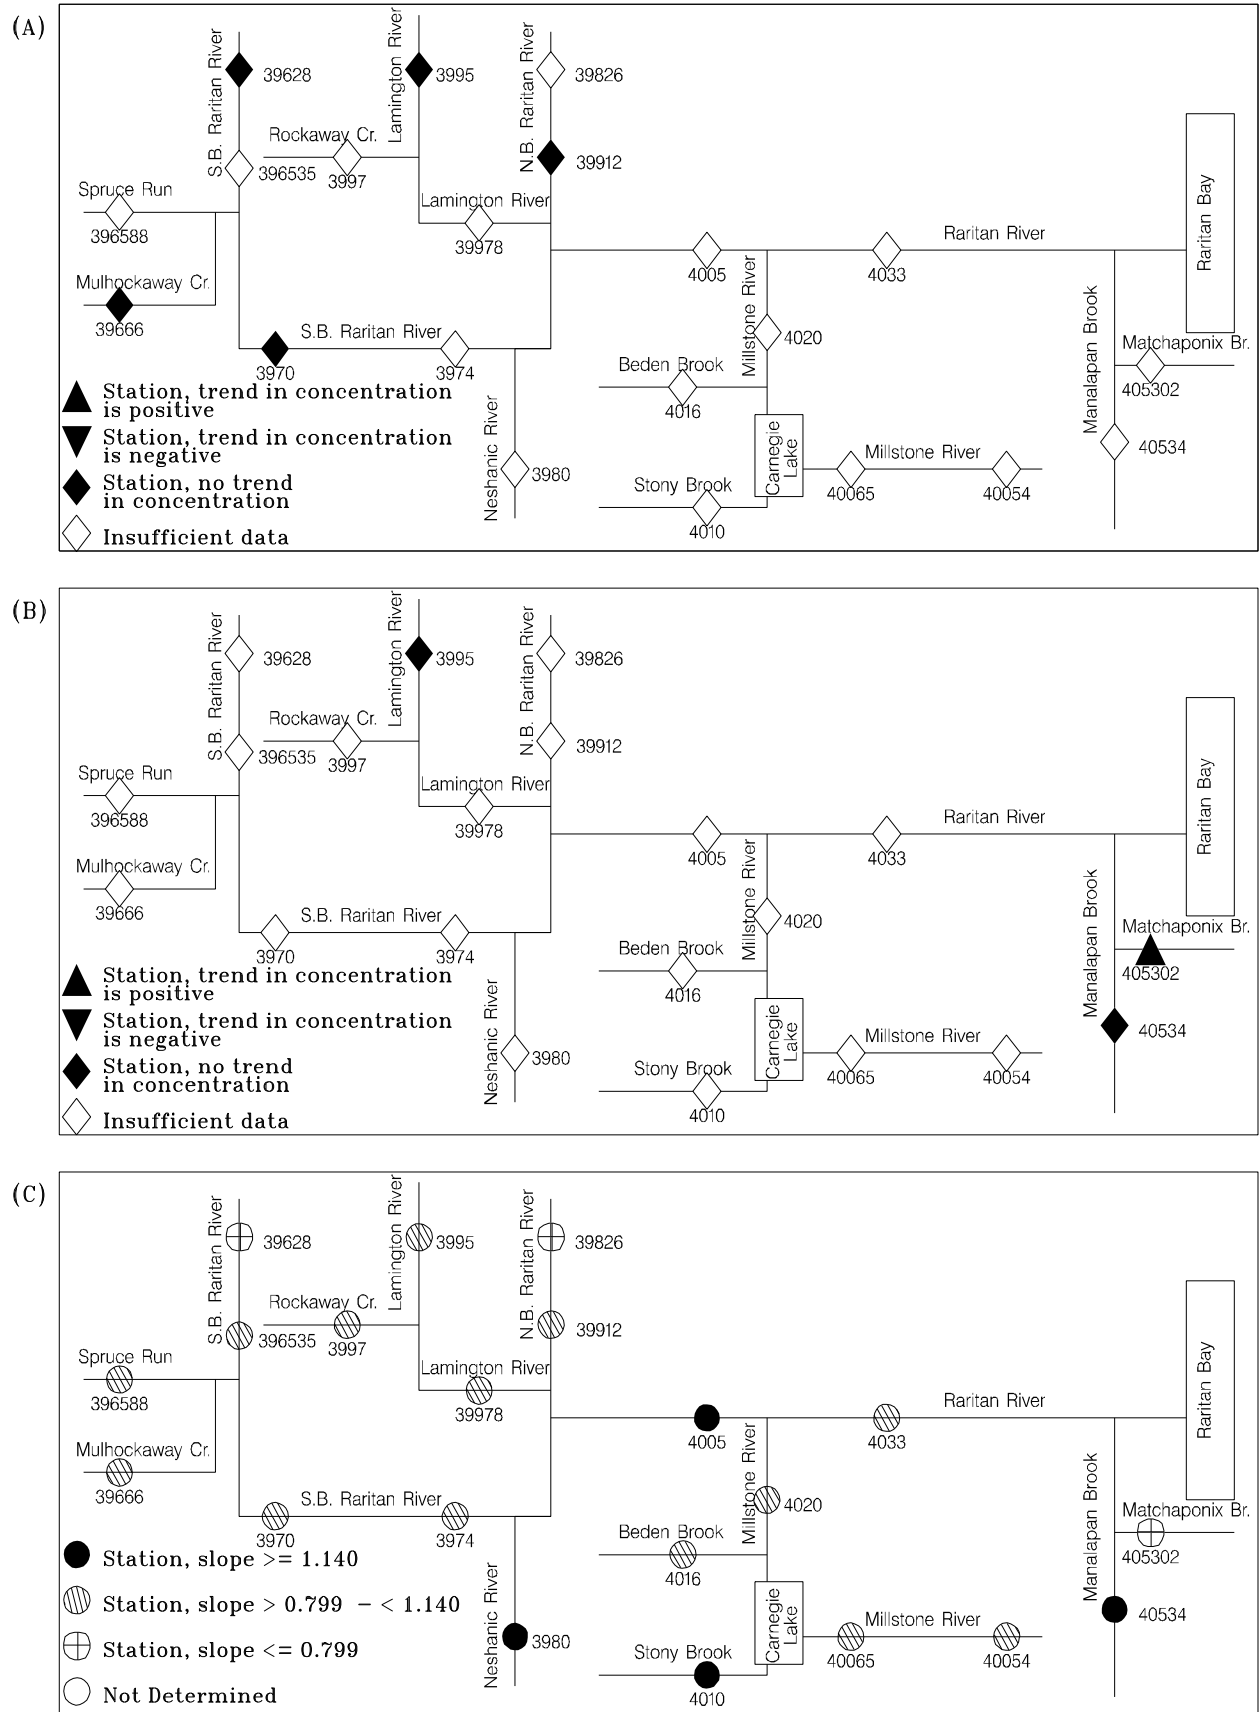 (A)
S.B. Raritan River
39628
Lamington River
3995
N.B. Raritan River
39826
Rockaway Cr.
3997
39912
396535
Spruce Run
396588
Lamington River
39978
Raritan River
4005
4033
Raritan Bay
Mulhockaway Cr.
39666
S.B. Raritan River
3970
3974
Millstone River
4020
Manalapan Brook
Matchaponix Br.
405302
Beden Brook
4016
Neshanic River
3980
Carnegie
Lake
Millstone River
40065
40054
40534
Stony Brook
4010
Station, trend in concentration
is positive
Station, trend in concentration
is negative
Station, no trend
in concentration
Insufficient data
(B)
S.B. Raritan River
39628
Lamington River
3995
N.B. Raritan River
39826
Rockaway Cr.
3997
39912
396535
Spruce Run
396588
Lamington River
39978
Raritan River
4005
4033
Raritan Bay
Mulhockaway Cr.
39666
S.B. Raritan River
3970
3974
Millstone River
4020
Manalapan Brook
Matchaponix Br.
405302
Beden Brook
4016
Neshanic River
3980
Carnegie
Lake
Millstone River
40065
40054
40534
Stony Brook
4010
Station, trend in concentration
is positive
Station, trend in concentration
is negative
Station, no trend
in concentration
Insufficient data
(C)
S.B. Raritan River
39628
Lamington River
3995
N.B. Raritan River
39826
Rockaway Cr.
3997
39912
396535
Spruce Run
396588
Lamington River
39978
Raritan River
4005
4033
Raritan Bay
Mulhockaway Cr.
39666
S.B. Raritan River
3970
3974
Millstone River
4020
Manalapan Brook
Matchaponix Br.
405302
Beden Brook
4016
Neshanic River
3980
Carnegie
Lake
Millstone River
40065
40054
40534
Stony Brook
4010
Station, slope >= 1.140
Station, slope > 0.799 - < 1.140
Station, slope <= 0.799
Not Determined